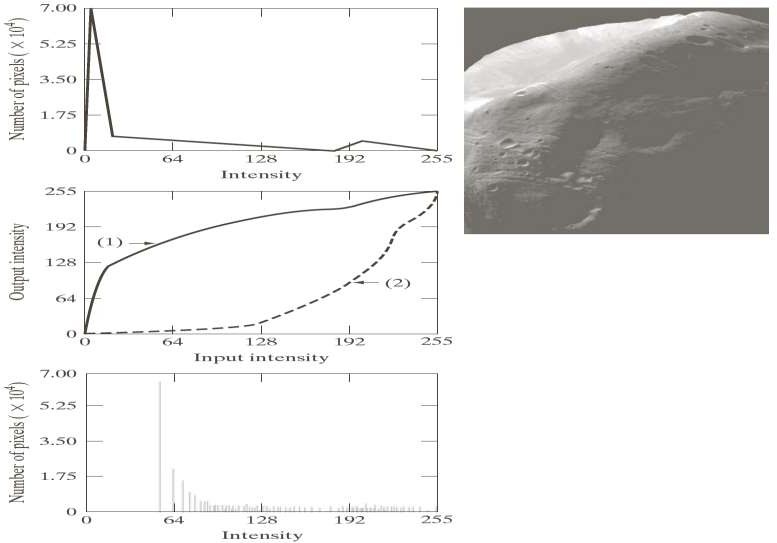 7.00
5.25
3.50
1.75
0
Number of pixels ( × 10⁴)
0 64 128 192 255
Intensity
255
192
128
64
0
Output intensity
(1)
(2)
0 64 128 192 255
Input intensity
7.00
5.25
3.50
1.75
0
Number of pixels ( × 10⁴)
0 64 128 192 255
Intensity